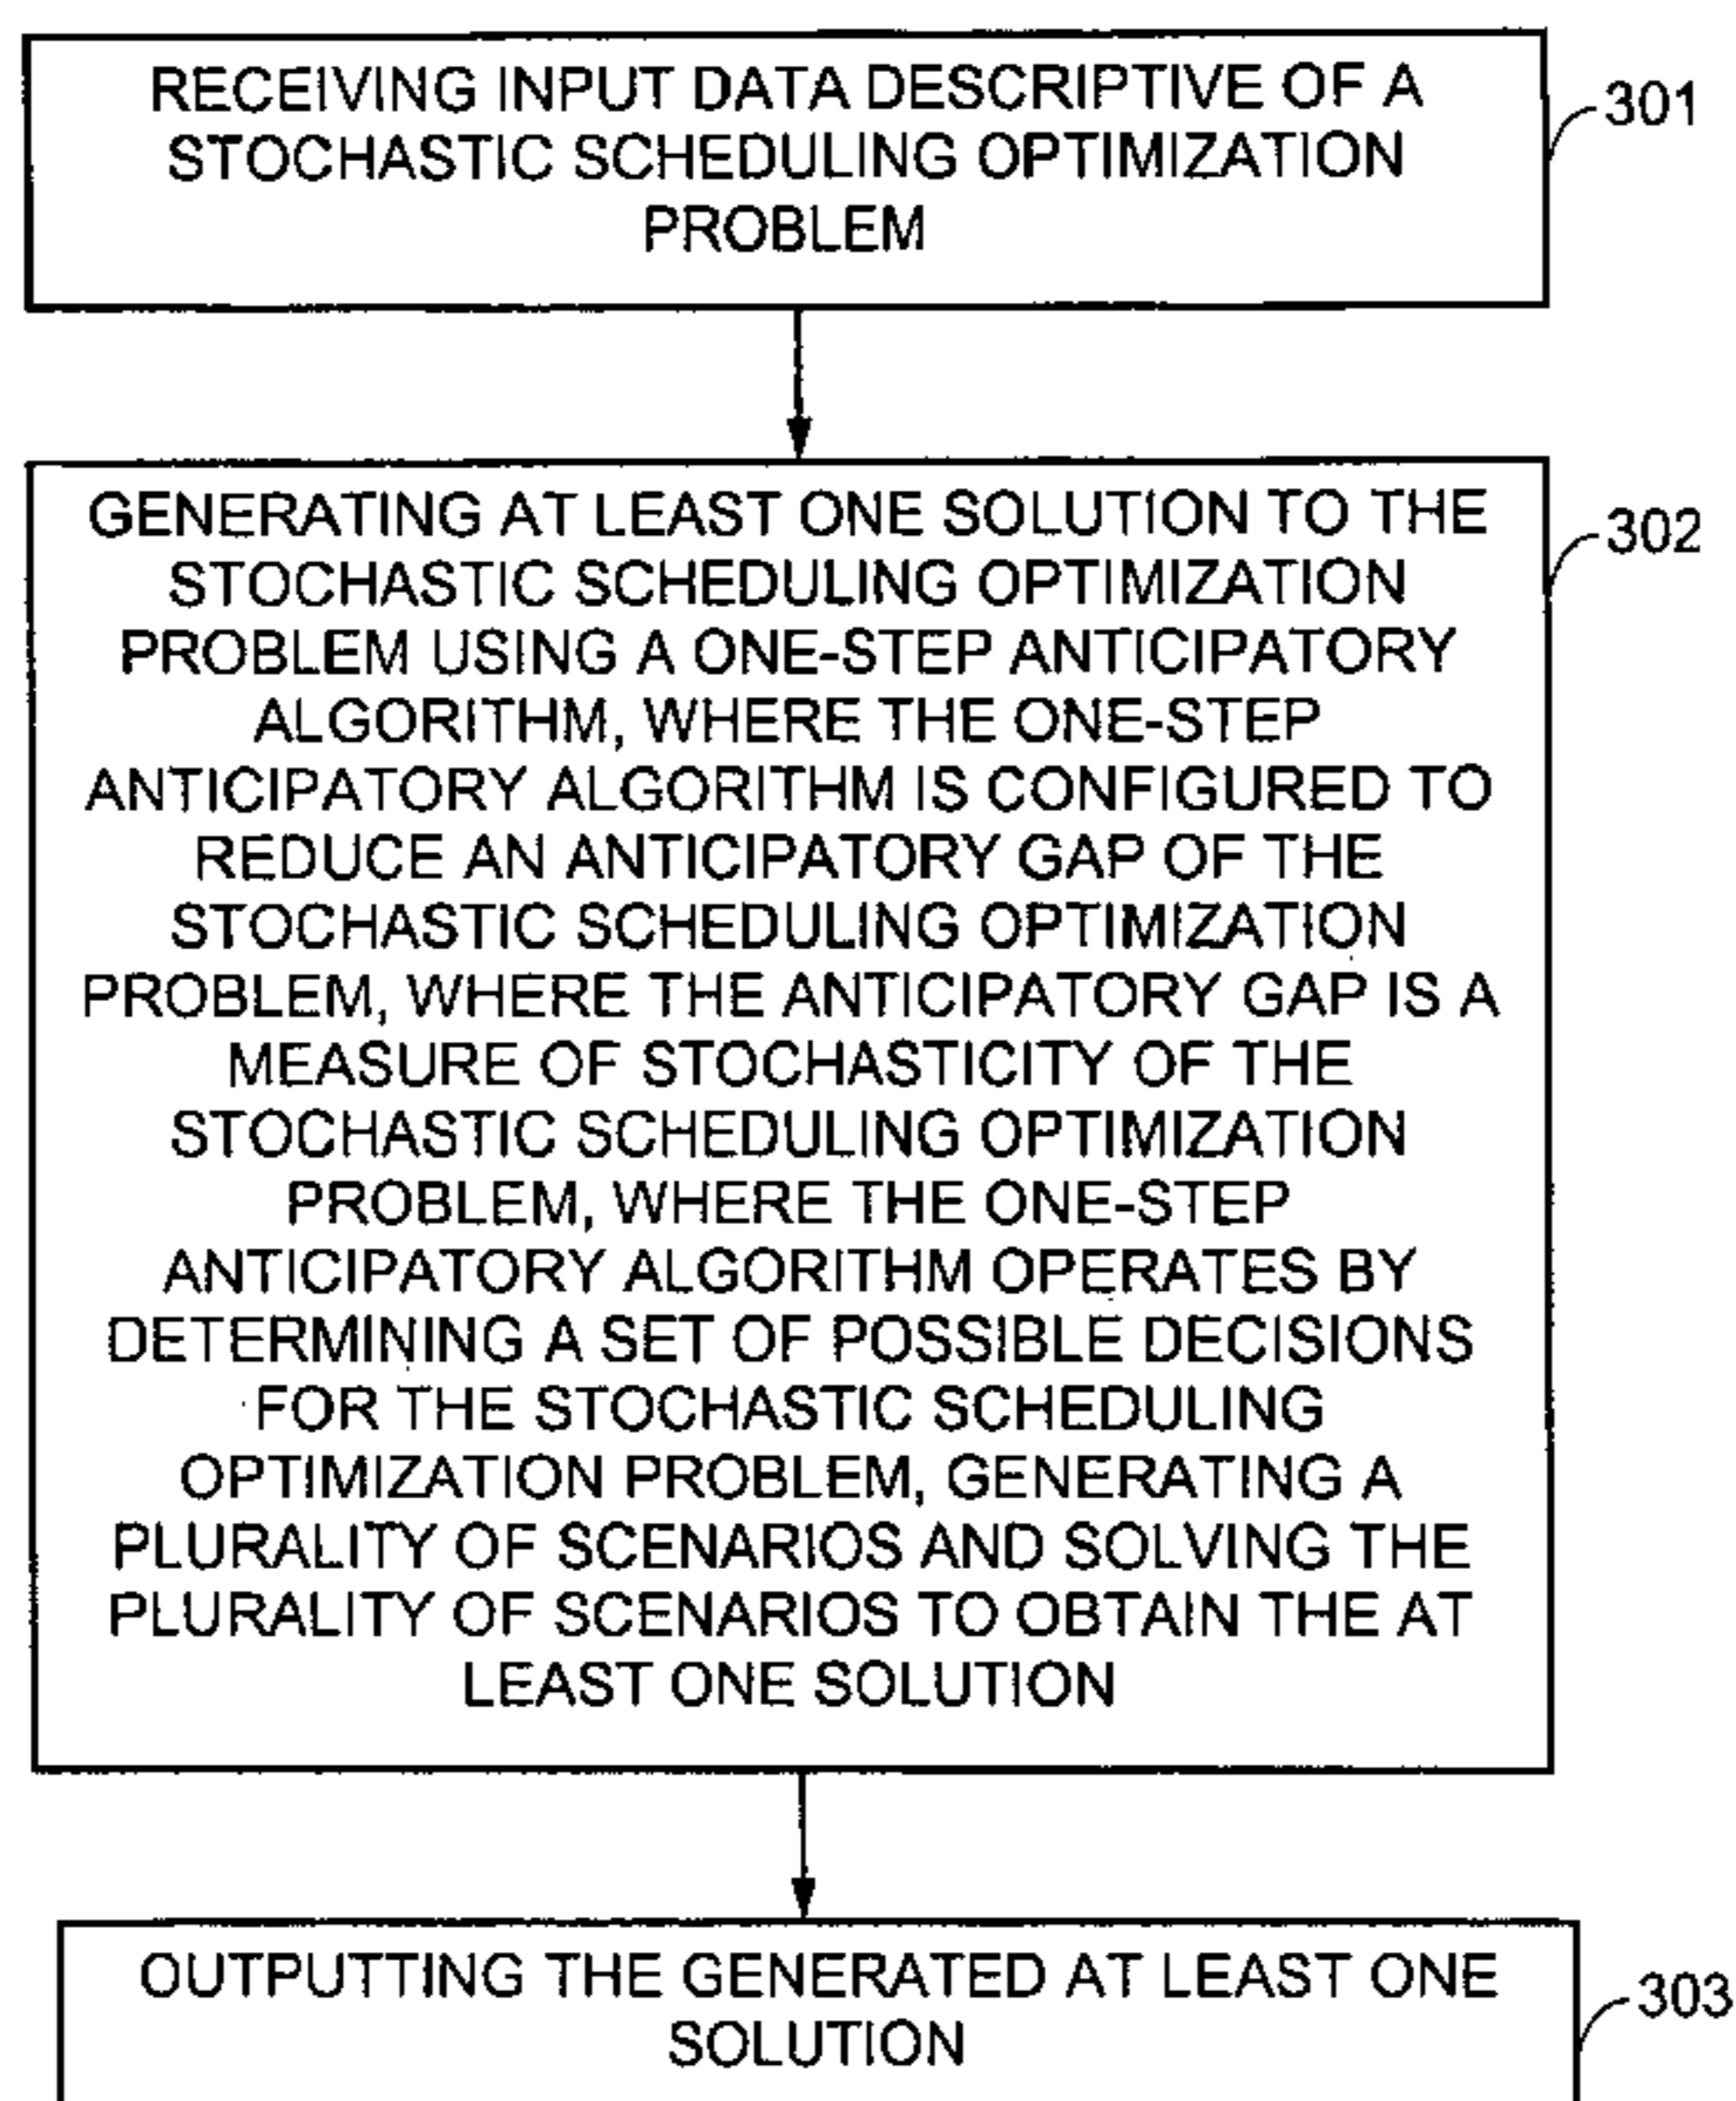 RECEIVING INPUT DATA DESCRIPTIVE OF A
STOCHASTIC SCHEDULING OPTIMIZATION
PROBLEM
301
GENERATING AT LEAST ONE SOLUTION TO THE
STOCHASTIC SCHEDULING OPTIMIZATION
PROBLEM USING A ONE-STEP ANTICIPATORY
ALGORITHM, WHERE THE ONE-STEP
ANTICIPATORY ALGORITHM IS CONFIGURED TO
REDUCE AN ANTICIPATORY GAP OF THE
STOCHASTIC SCHEDULING OPTIMIZATION
PROBLEM, WHERE THE ANTICIPATORY GAP IS A
MEASURE OF STOCHASTICITY OF THE
STOCHASTIC SCHEDULING OPTIMIZATION
PROBLEM, WHERE THE ONE-STEP
ANTICIPATORY ALGORITHM OPERATES BY
DETERMINING A SET OF POSSIBLE DECISIONS
FOR THE STOCHASTIC SCHEDULING
OPTIMIZATION PROBLEM, GENERATING A
PLURALITY OF SCENARIOS AND SOLVING THE
PLURALITY OF SCENARIOS TO OBTAIN THE AT
LEAST ONE SOLUTION
302
OUTPUTTING THE GENERATED AT LEAST ONE
SOLUTION
303